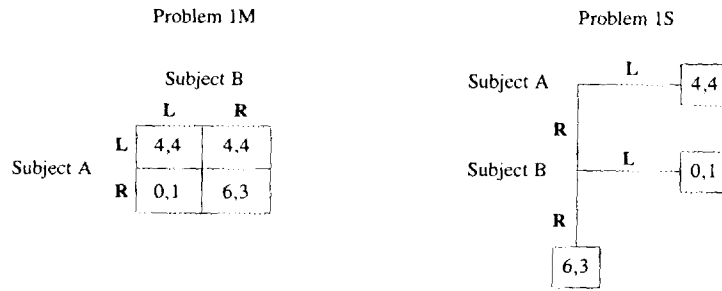 Problem 1M
Subject B
L R
L 4,4 4,4
Subject A
R 0,1 6,3
Problem 1S
Subject A L 4,4
R
Subject B L 0,1
R
6,3